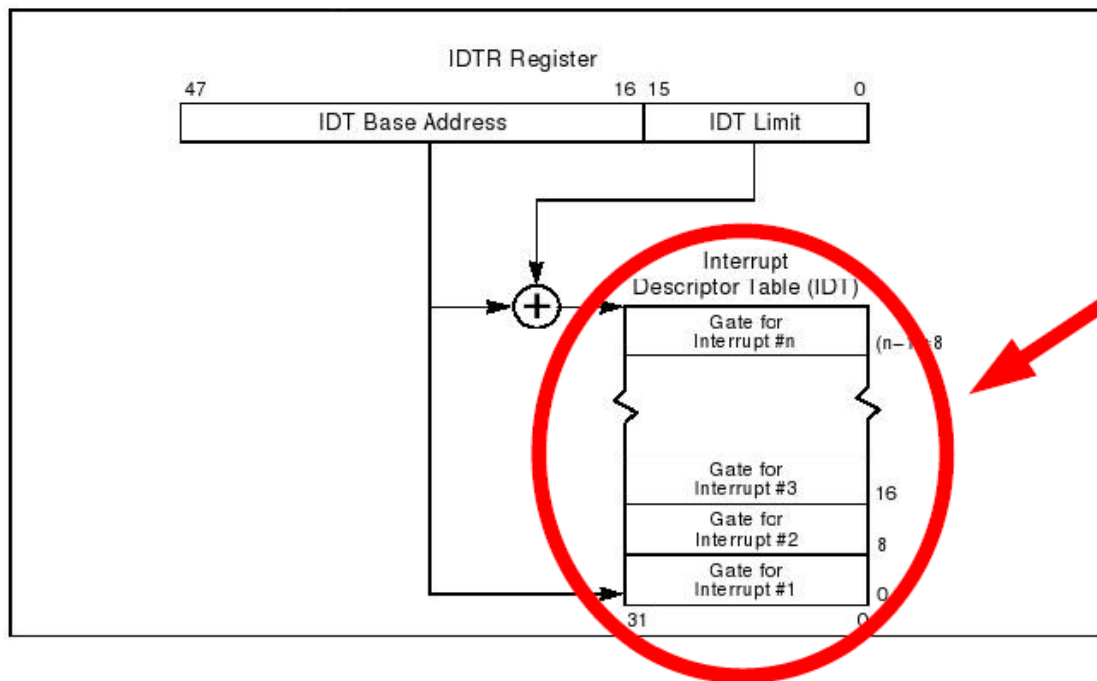 IDTR Register
47 16 15 0
IDT Base Address IDT Limit
+
Interrupt
Descriptor Table (IDT)
Gate for
Interrupt #n
8
Gate for
Interrupt #3
16
Gate for
Interrupt #2
8
Gate for
Interrupt #1
0
31 0